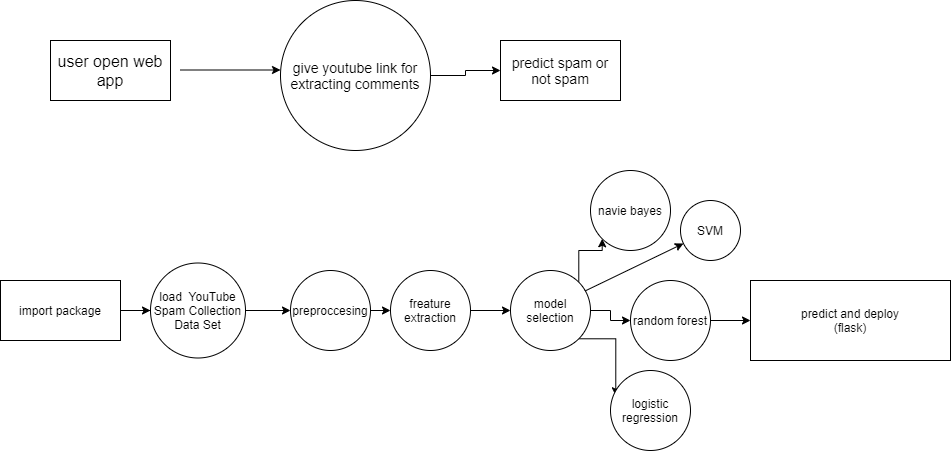 user open web
app
give youtube link for
extracting comments
predict spam or
not spam
navie bayes
SVM
import package
load YouTube
Spam Collection
Data Set
preproccesing
freature
extraction
model
selection
random forest
predict and deploy
(flask)
logistic
regression